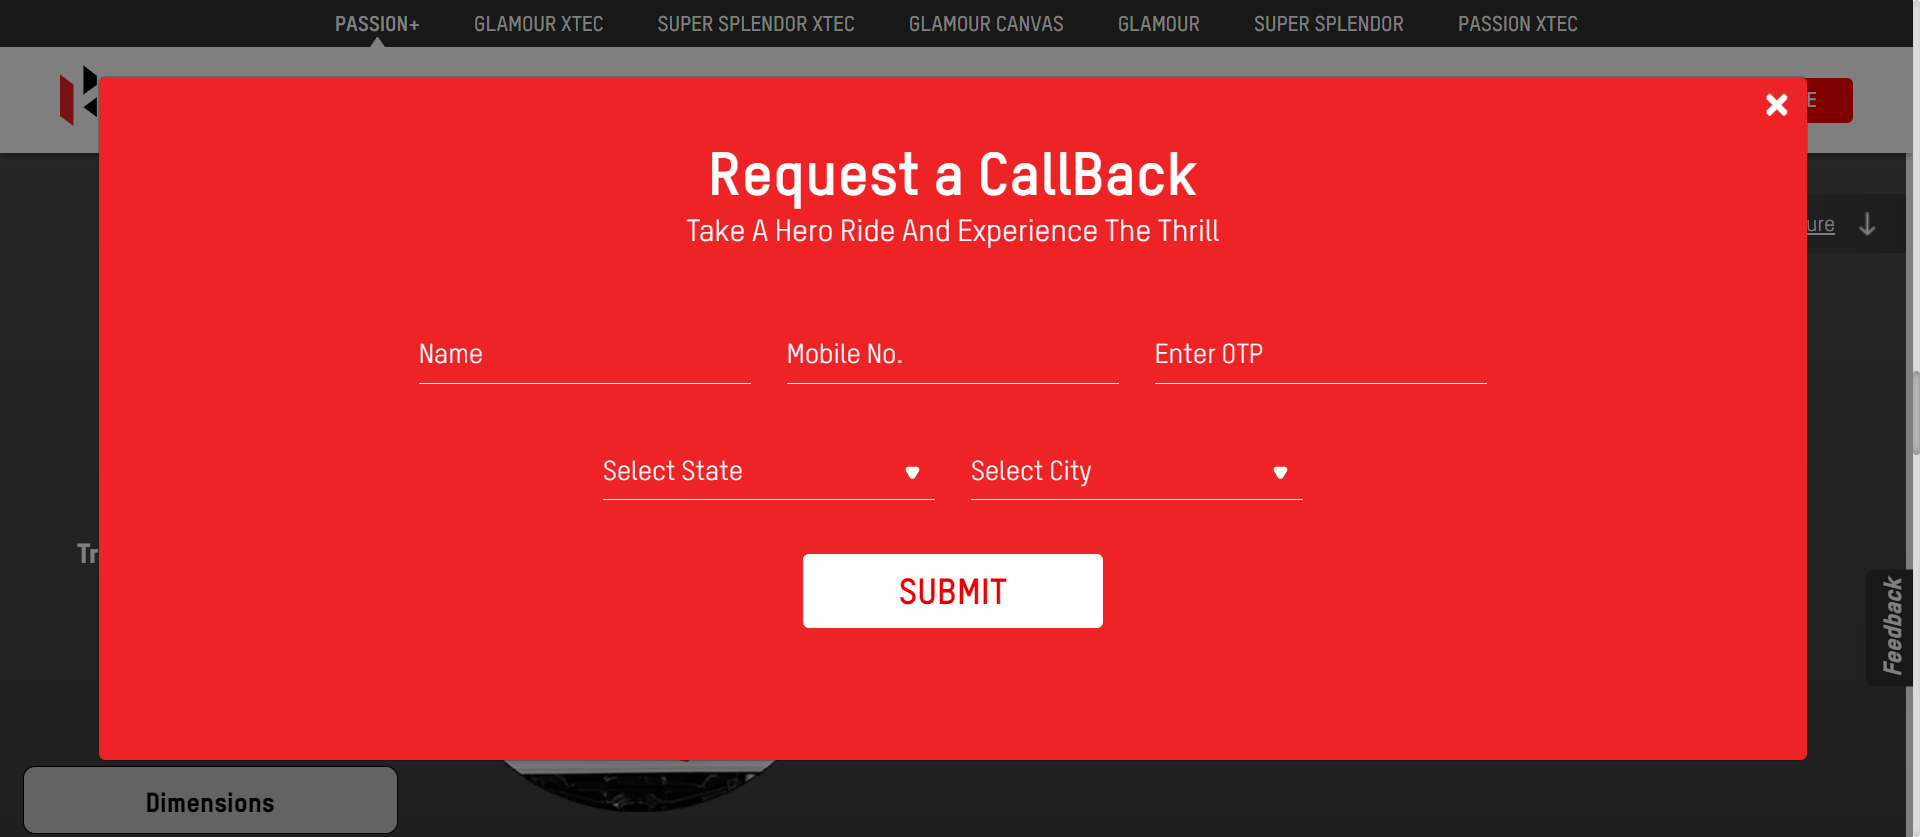 PASSION+ GLAMOUR XTEC SUPER SPLENDOR XTEC GLAMOUR CANVAS GLAMOUR SUPER SPLENDOR PASSION XTEC
E
Request a CallBack
Take A Hero Ride And Experience The Thrill
ure
Name Mobile No. Enter OTP
Select State Select City
Tr
SUBMIT
Feedback
Dimensions